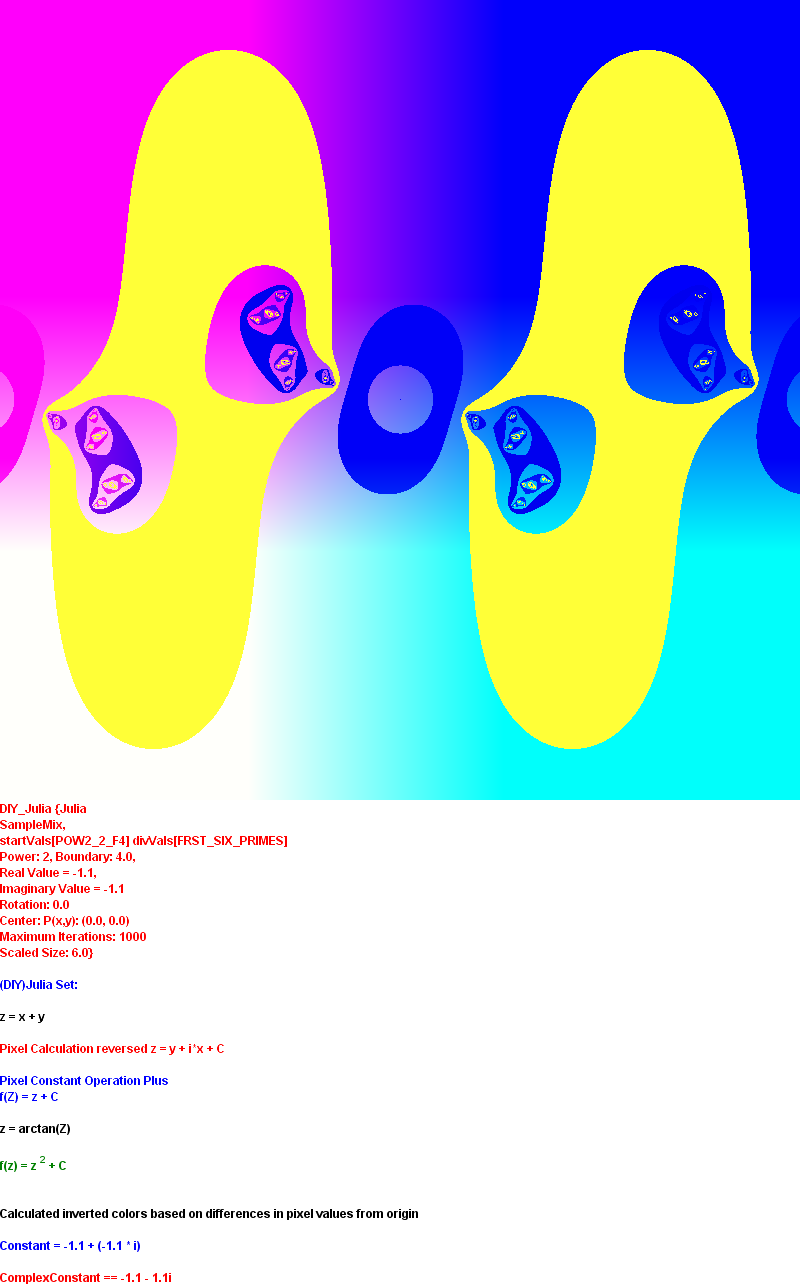 DIY_Julia {Julia
SampleMix,
startVals[POW2_2_F4] divVals[FRST_SIX_PRIMES]
Power: 2, Boundary: 4.0,
Real Value = -1.1,
Imaginary Value = -1.1
Rotation: 0.0
Center: P(x,y): (0.0, 0.0)
Maximum Iterations: 1000
Scaled Size: 6.0}
(DIY)Julia Set:
z = x + y
Pixel Calculation reversed z = y + i*x + C
Pixel Constant Operation Plus
f(Z) = z + C
z = arctan(Z)
f(z) = z 2 + C
Calculated inverted colors based on differences in pixel values from origin
Constant = -1.1 + (-1.1 * i)
ComplexConstant == -1.1 - 1.1i